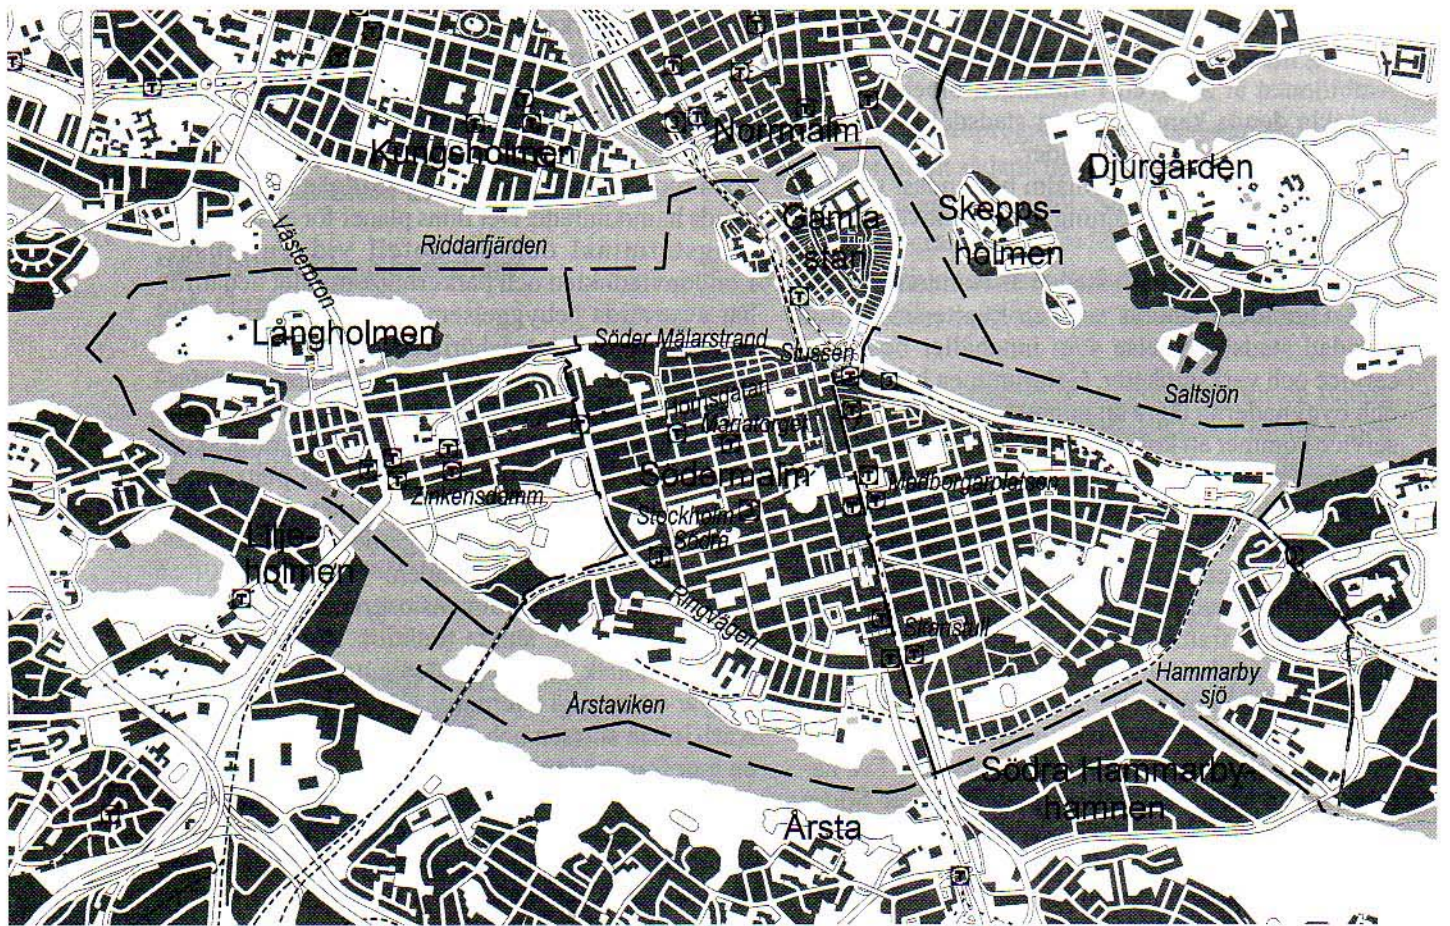 Norrmalm
Kungsholmen
Djurgården
Gamla
stan
Skepps-
holmen
Västerbron
Riddarfjärden
Långholmen
Söder Mälarstrand
Slussen
Saltsjön
Hornsgatan
Mariatorget
Södermalm
Medborgarplatsen
Zinkensdamm
Stockholm
Södra
Lilje-
holmen
Ringvägen
Skanstull
Hammarby
sjö
Årstaviken
Södra Hammarby-
hamnen
Årsta